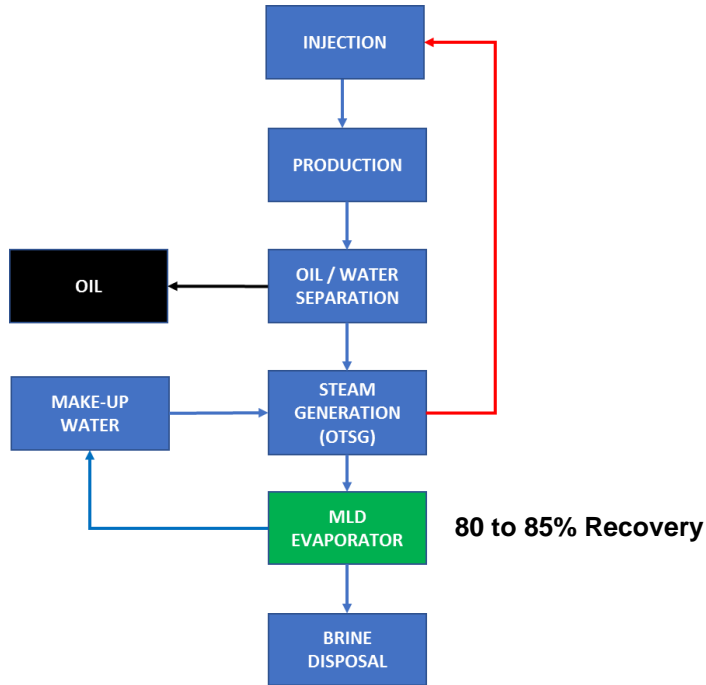 INJECTION
PRODUCTION
OIL
OIL / WATER
SEPARATION
MAKE-UP
WATER
STEAM
GENERATION
(OTSG)
MLD
EVAPORATOR
80 to 85% Recovery
BRINE
DISPOSAL